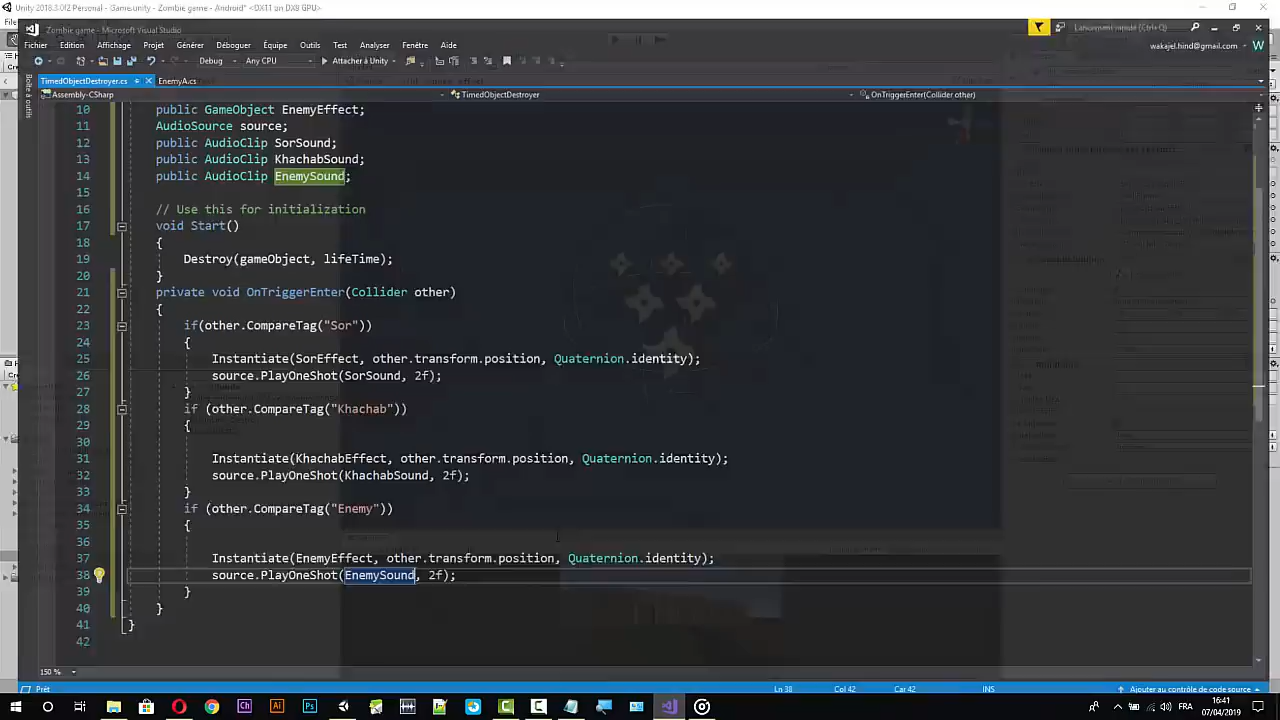 Unity 2018.3.0f2 Personal - Game.unity - Zombie game - Android* <DX11 on DX9 GPU>
Zombie game - Microsoft Visual Studio
Fichier Edition Affichage Projet Générer Déboguer Équipe Outils Test Analyser Fenêtre Aide
wakajel.hind@gmail.com
Debug Any CPU Attacher à Unity
TimedObjectDestroyer.cs EnemyA.cs
Assembly-CSharp TimedObjectDestroyer OnTriggerEnter(Collider other)
10 public GameObject EnemyEffect;
11 AudioSource source;
12 public AudioClip SorSound;
13 public AudioClip KhachabSound;
14 public AudioClip EnemySound;
15
16 // Use this for initialization
17 void Start()
18 {
19 Destroy(gameObject, lifeTime);
20 }
21 private void OnTriggerEnter(Collider other)
22 {
23 if(other.CompareTag("Sor"))
24 {
25 Instantiate(SorEffect, other.transform.position, Quaternion.identity);
26 source.PlayOneShot(SorSound, 2f);
27 }
28 if (other.CompareTag("Khachab"))
29 {
30
31 Instantiate(KhachabEffect, other.transform.position, Quaternion.identity);
32 source.PlayOneShot(KhachabSound, 2f);
33 }
34 if (other.CompareTag("Enemy"))
35 {
36
37 Instantiate(EnemyEffect, other.transform.position, Quaternion.identity);
38 source.PlayOneShot(EnemySound, 2f);
39 }
40 }
41 }
42
150 %
Prêt Ln 38 Col 42 Car 42 INS Ajouter au contrôle de code source
16:41
FRA
07/04/2019